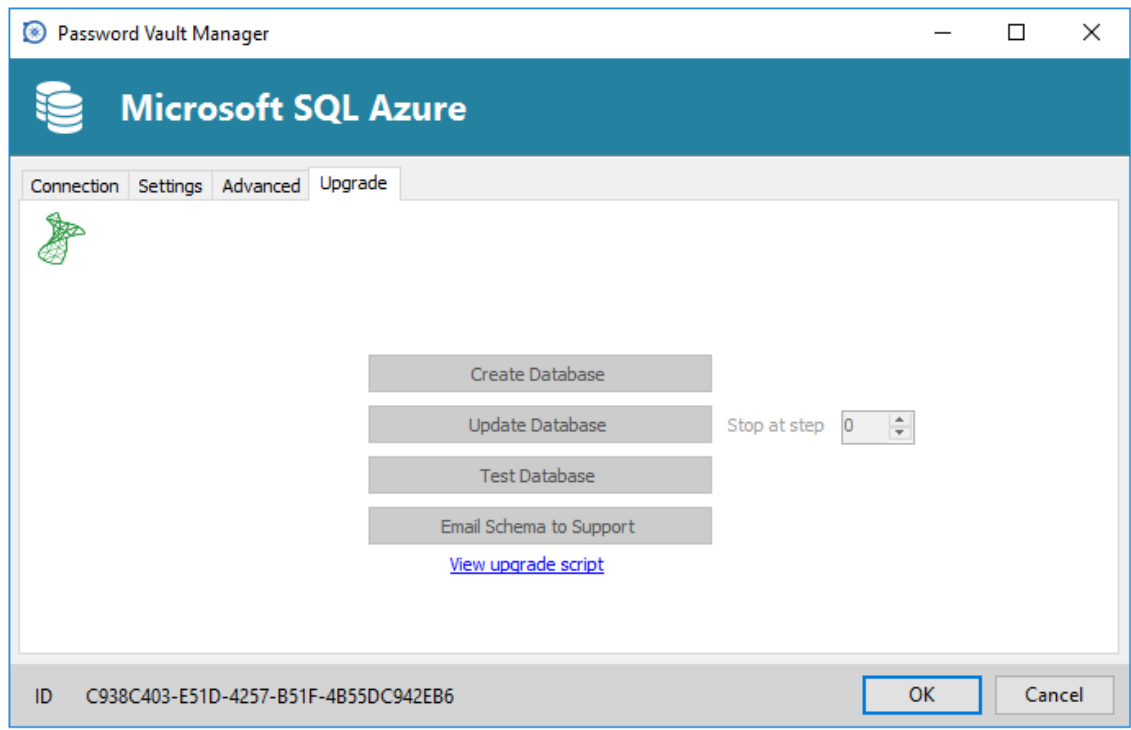 Password Vault Manager
Microsoft SQL Azure
Connection Settings Advanced Upgrade
Create Database
Update Database Stop at step 0
Test Database
Email Schema to Support
View upgrade script
ID C938C403-E51D-4257-B51F-4B55DC942EB6 OK Cancel